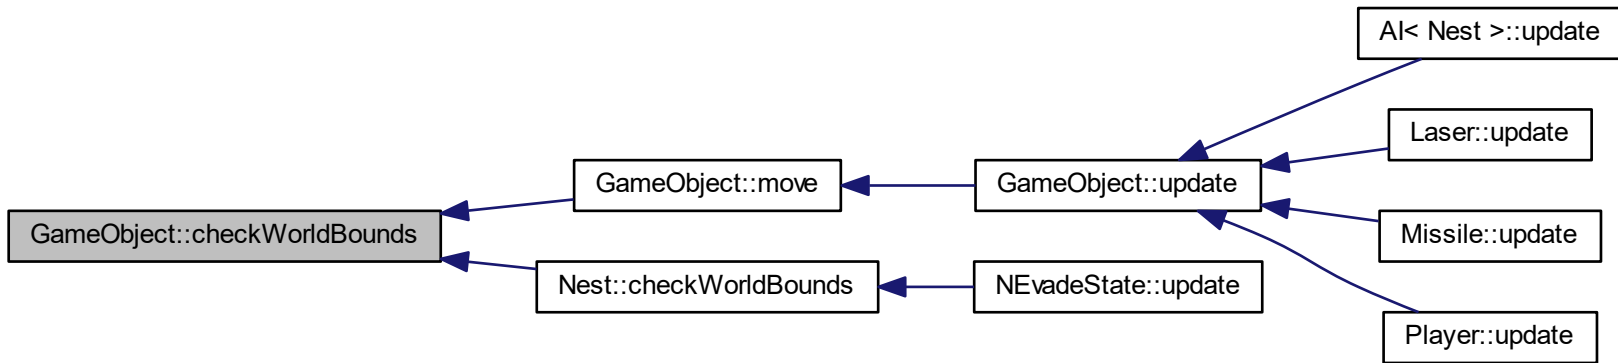 AI< Nest >::update
Laser::update
GameObject::move
GameObject::update
GameObject::checkWorldBounds
Missile::update
Nest::checkWorldBounds
NEvadeState::update
Player::update